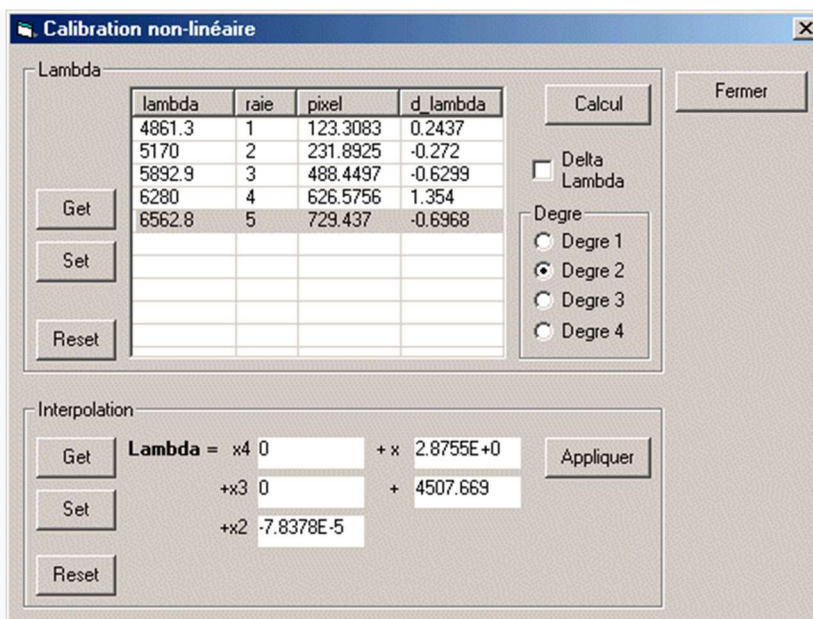 Calibration non-linéaire
Lambda
lambda raie pixel d_lambda
4861.3 1 123.3083 0.2437
5170 2 231.8925 -0.272
5892.9 3 488.4497 -0.6299
6280 4 626.5756 1.354
6562.8 5 729.437 -0.6968
Get
Set
Reset
Calcul
Delta
Lambda
Degre
Degre 1
Degre 2
Degre 3
Degre 4
Fermer
Interpolation
Get
Set
Reset
Lambda = x4 0 + x 2.8755E+0
+x3 0 + 4507.669
+x2 -7.8378E-5
Appliquer